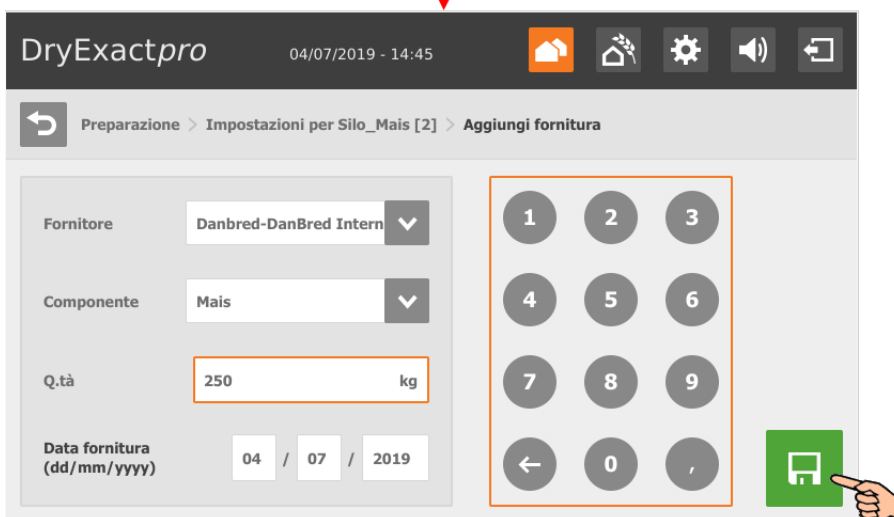 DryExactpro
04/07/2019 - 14:45
Preparazione > Impostazioni per Silo_Mais [2] > Aggiungi fornitura
Fornitore
Danbred-DanBred Intern
Componente
Mais
Q.tà
250 kg
Data fornitura
(dd/mm/yyyy)
04 / 07 / 2019
1 2 3
4 5 6
7 8 9
← 0 ,